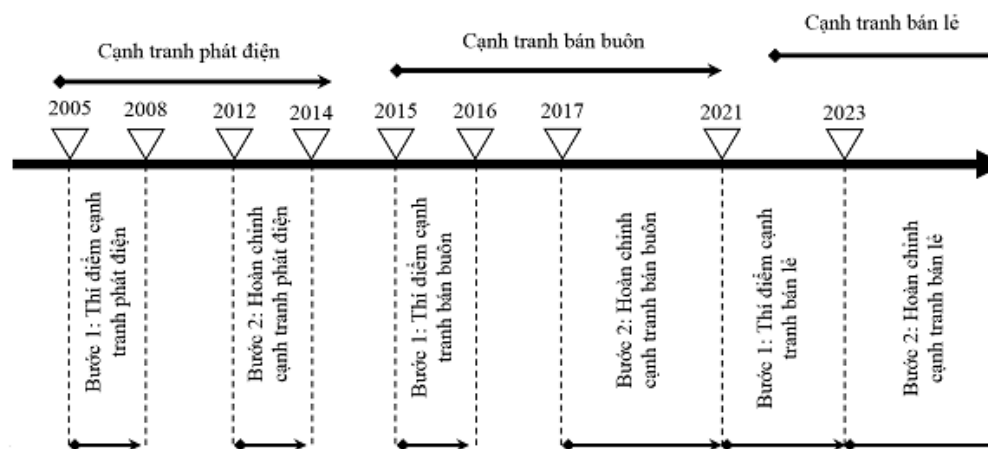 Cạnh tranh phát điện
Cạnh tranh bán buôn
Cạnh tranh bán lẻ
2005
2008
2012
2014
2015
2016
2017
2021
2023
Bước 1: Thí điểm cạnh
tranh phát điện
Bước 2: Hoàn chỉnh
cạnh tranh phát điện
Bước 1: Thí điểm cạnh
tranh bán buôn
Bước 2: Hoàn chỉnh
cạnh tranh bán buôn
Bước 1: Thí điểm cạnh
tranh bán lẻ
Bước 2: Hoàn chỉnh
cạnh tranh bán lẻ